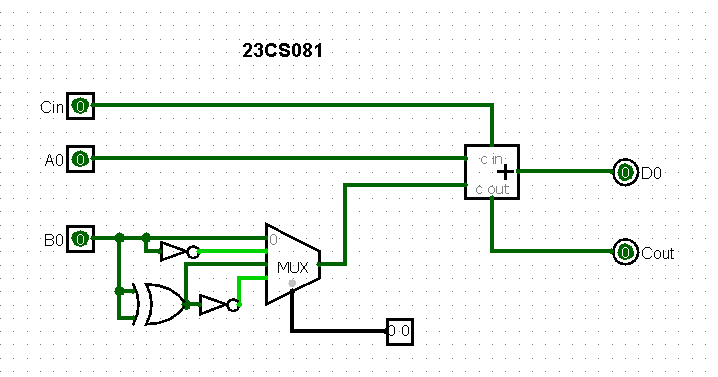 23CS081
Cin 0
c in
A0 0
+
0 D0
c out
B0 0
0
MUX
0 Cout
0 0